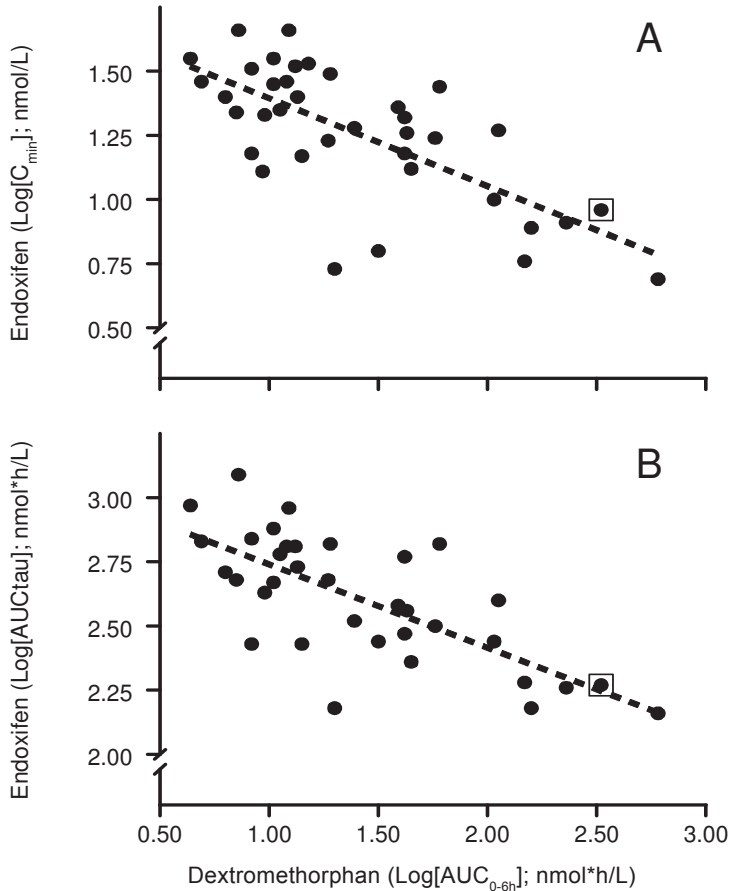 A
Endoxifen (Log[Cmin]; nmol/L)
1.50
1.25
1.00
0.75
0.50
B
Endoxifen (Log[AUCtau]; nmol*h/L)
3.00
2.75
2.50
2.25
2.00
0.50 1.00 1.50 2.00 2.50 3.00
Dextromethorphan (Log[AUC0-6h]; nmol*h/L)